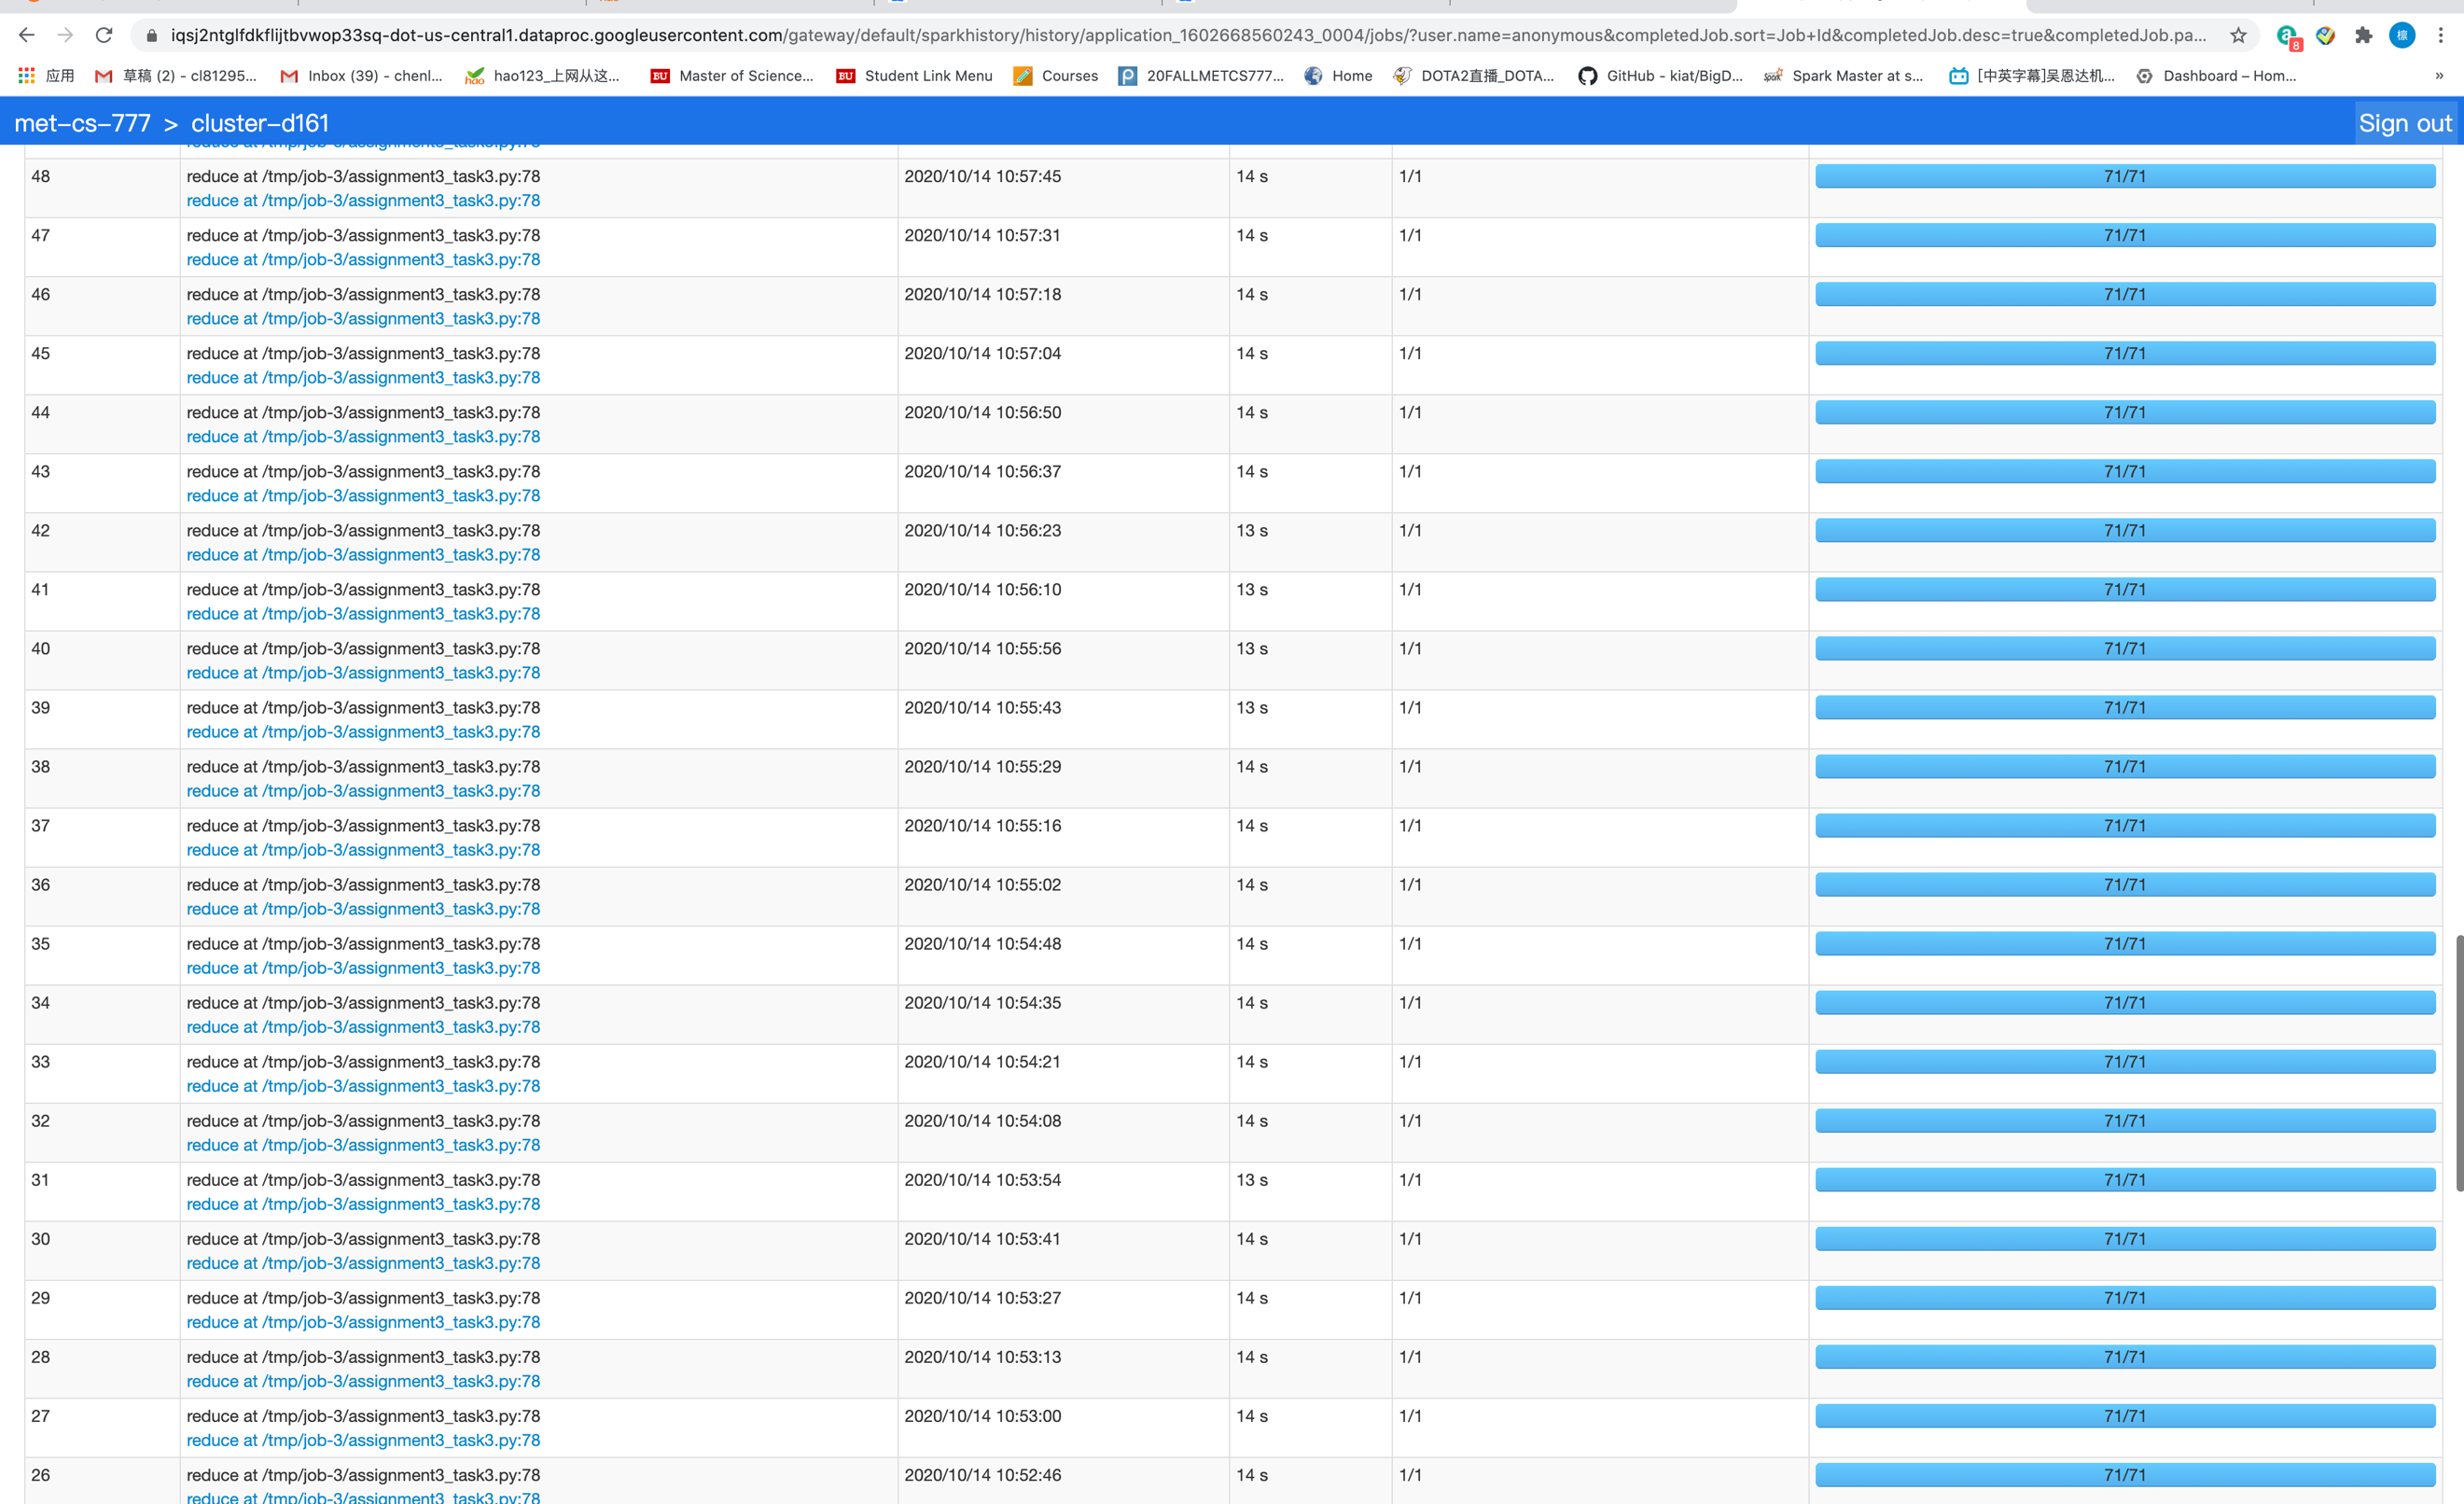 iqsj2ntglfdkflijtbvwop33sq-dot-us-central1.dataproc.googleusercontent.com/gateway/default/sparkhistory/history/application_1602668560243_0004/jobs/?user.name=anonymous&completedJob.sort=Job+Id&completedJob.desc=true&completedJob.pa... 8
应用 草稿 (2) - cl81295... Inbox (39) - chenl... hao123_上网从这... BU Master of Science... BU Student Link Menu Courses 20FALLMETCS777... Home DOTA2直播_DOTA... GitHub - kiat/BigD... Spark Master at s... [中英字幕]吴恩达机... Dashboard – Hom... »
met-cs-777 > cluster-d161 Sign out
reduce at /tmp/job-3/assignment3_task3.py:78
48 reduce at /tmp/job-3/assignment3_task3.py:78 2020/10/14 10:57:45 14 s 1/1 71/71
reduce at /tmp/job-3/assignment3_task3.py:78
47 reduce at /tmp/job-3/assignment3_task3.py:78 2020/10/14 10:57:31 14 s 1/1 71/71
reduce at /tmp/job-3/assignment3_task3.py:78
46 reduce at /tmp/job-3/assignment3_task3.py:78 2020/10/14 10:57:18 14 s 1/1 71/71
reduce at /tmp/job-3/assignment3_task3.py:78
45 reduce at /tmp/job-3/assignment3_task3.py:78 2020/10/14 10:57:04 14 s 1/1 71/71
reduce at /tmp/job-3/assignment3_task3.py:78
44 reduce at /tmp/job-3/assignment3_task3.py:78 2020/10/14 10:56:50 14 s 1/1 71/71
reduce at /tmp/job-3/assignment3_task3.py:78
43 reduce at /tmp/job-3/assignment3_task3.py:78 2020/10/14 10:56:37 14 s 1/1 71/71
reduce at /tmp/job-3/assignment3_task3.py:78
42 reduce at /tmp/job-3/assignment3_task3.py:78 2020/10/14 10:56:23 13 s 1/1 71/71
reduce at /tmp/job-3/assignment3_task3.py:78
41 reduce at /tmp/job-3/assignment3_task3.py:78 2020/10/14 10:56:10 13 s 1/1 71/71
reduce at /tmp/job-3/assignment3_task3.py:78
40 reduce at /tmp/job-3/assignment3_task3.py:78 2020/10/14 10:55:56 13 s 1/1 71/71
reduce at /tmp/job-3/assignment3_task3.py:78
39 reduce at /tmp/job-3/assignment3_task3.py:78 2020/10/14 10:55:43 13 s 1/1 71/71
reduce at /tmp/job-3/assignment3_task3.py:78
38 reduce at /tmp/job-3/assignment3_task3.py:78 2020/10/14 10:55:29 14 s 1/1 71/71
reduce at /tmp/job-3/assignment3_task3.py:78
37 reduce at /tmp/job-3/assignment3_task3.py:78 2020/10/14 10:55:16 14 s 1/1 71/71
reduce at /tmp/job-3/assignment3_task3.py:78
36 reduce at /tmp/job-3/assignment3_task3.py:78 2020/10/14 10:55:02 14 s 1/1 71/71
reduce at /tmp/job-3/assignment3_task3.py:78
35 reduce at /tmp/job-3/assignment3_task3.py:78 2020/10/14 10:54:48 14 s 1/1 71/71
reduce at /tmp/job-3/assignment3_task3.py:78
34 reduce at /tmp/job-3/assignment3_task3.py:78 2020/10/14 10:54:35 14 s 1/1 71/71
reduce at /tmp/job-3/assignment3_task3.py:78
33 reduce at /tmp/job-3/assignment3_task3.py:78 2020/10/14 10:54:21 14 s 1/1 71/71
reduce at /tmp/job-3/assignment3_task3.py:78
32 reduce at /tmp/job-3/assignment3_task3.py:78 2020/10/14 10:54:08 14 s 1/1 71/71
reduce at /tmp/job-3/assignment3_task3.py:78
31 reduce at /tmp/job-3/assignment3_task3.py:78 2020/10/14 10:53:54 13 s 1/1 71/71
reduce at /tmp/job-3/assignment3_task3.py:78
30 reduce at /tmp/job-3/assignment3_task3.py:78 2020/10/14 10:53:41 14 s 1/1 71/71
reduce at /tmp/job-3/assignment3_task3.py:78
29 reduce at /tmp/job-3/assignment3_task3.py:78 2020/10/14 10:53:27 14 s 1/1 71/71
reduce at /tmp/job-3/assignment3_task3.py:78
28 reduce at /tmp/job-3/assignment3_task3.py:78 2020/10/14 10:53:13 14 s 1/1 71/71
reduce at /tmp/job-3/assignment3_task3.py:78
27 reduce at /tmp/job-3/assignment3_task3.py:78 2020/10/14 10:53:00 14 s 1/1 71/71
reduce at /tmp/job-3/assignment3_task3.py:78
26 reduce at /tmp/job-3/assignment3_task3.py:78 2020/10/14 10:52:46 14 s 1/1 71/71
reduce at /tmp/job-3/assignment3_task3.py:78